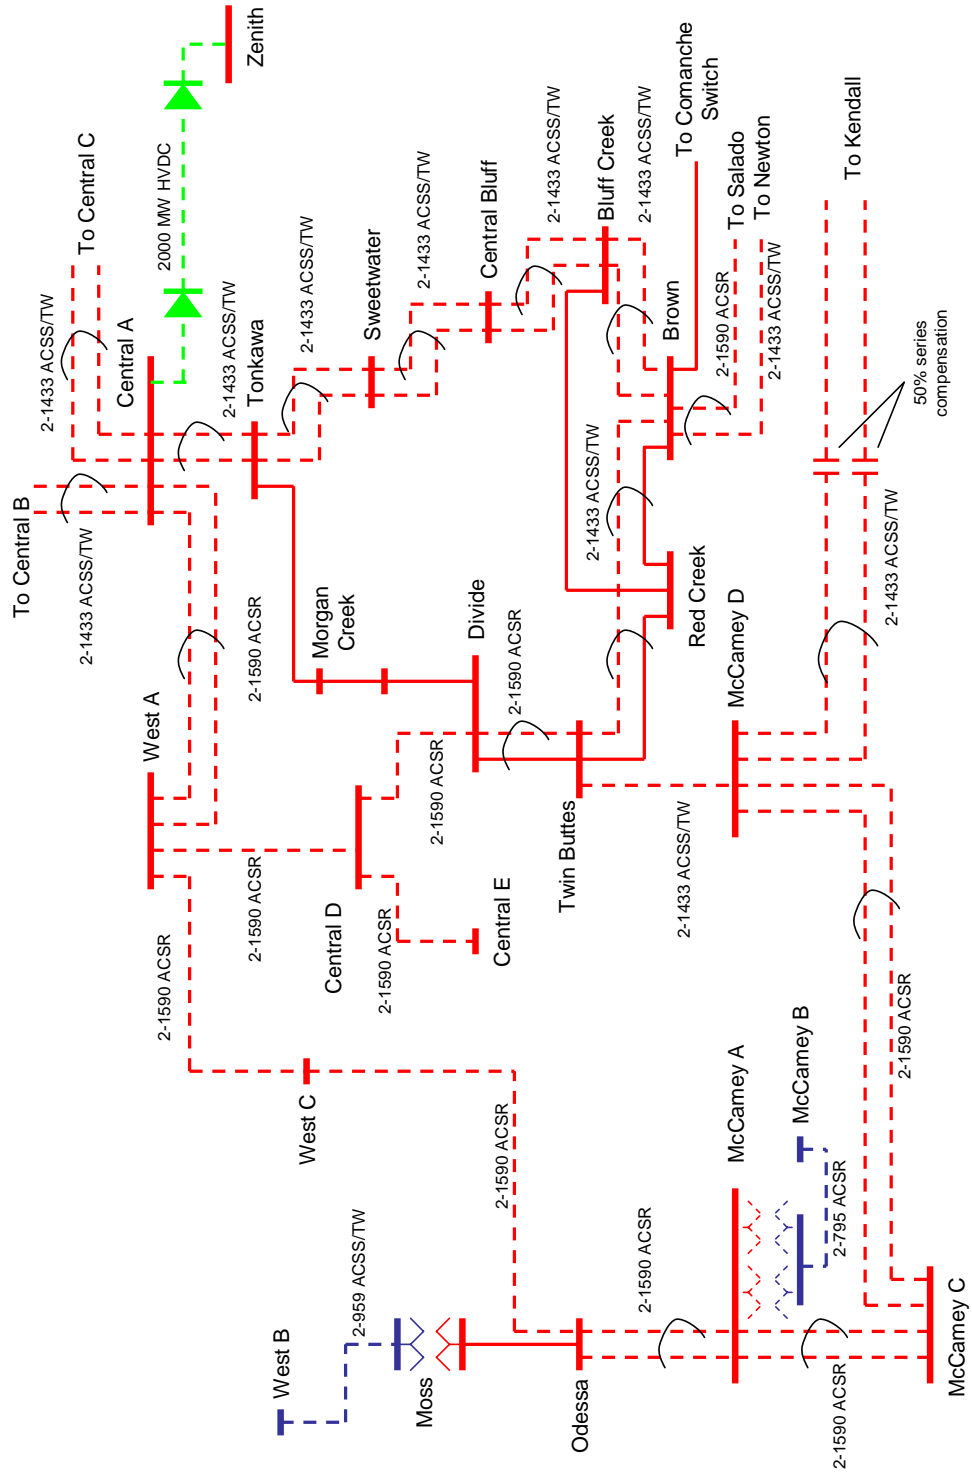 Zenith
To Central C
2000 MW HVDC
2-1433 ACSS/TW
Central A
2-1433 ACSS/TW
To Central B
2-1433 ACSS/TW
Tonkawa
2-1433 ACSS/TW
Sweetwater
2-1433 ACSS/TW
Central Bluff
2-1433 ACSS/TW
Bluff Creek
2-1433 ACSS/TW
To Comanche
Switch
Brown
To Salado
2-1590 ACSR
To Newton
2-1433 ACSS/TW
2-1433 ACSS/TW
2-1590 ACSR
Morgan
Creek
Divide
2-1590 ACSR
Red Creek
West A
2-1590 ACSR
2-1590 ACSR
Central D
2-1590 ACSR
Central E
Twin Buttes
2-1433 ACSS/TW
McCamey D
2-1433 ACSS/TW
50% series
compensation
To Kendall
2-1590 ACSR
West C
2-1590 ACSR
West B
2-959 ACSS/TW
Moss
Odessa
2-1590 ACSR
McCamey A
McCamey B
2-795 ACSR
2-1590 ACSR
2-1590 ACSR
McCamey C